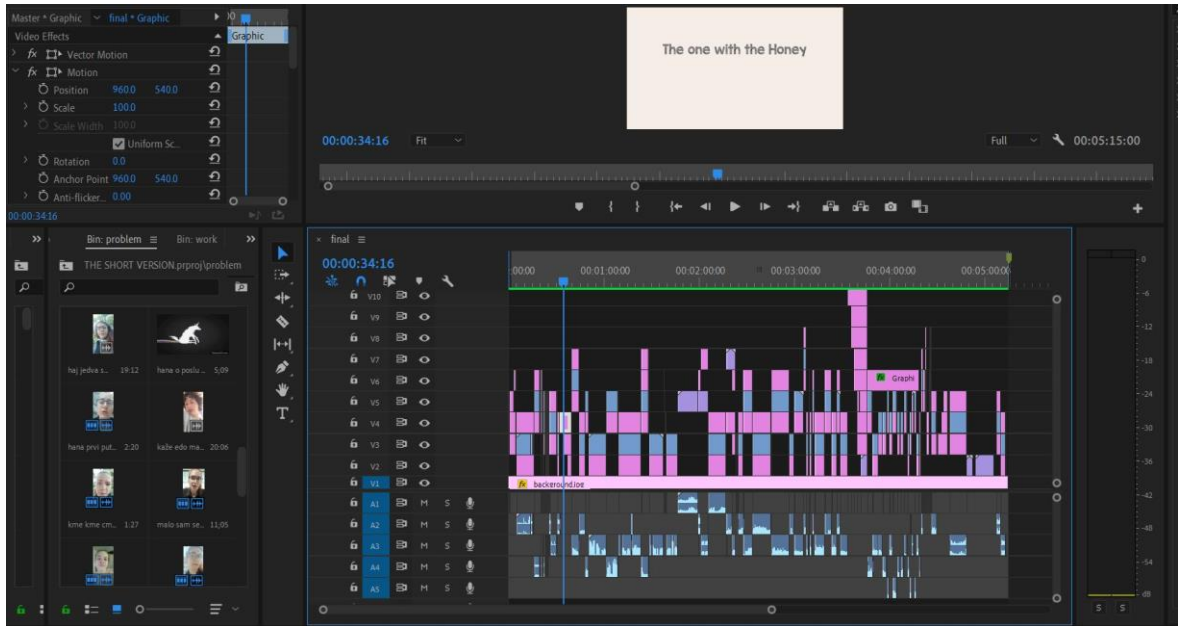 Master * Graphic
final * Graphic
Video Effects
Graphic
fx Vector Motion
fx Motion
Position 960.0 540.0
Scale 100.0
Scale Width 100.0
Uniform Sc...
Rotation 0.0
Anchor Point 960.0 540.0
Anti-flicker... 0.00
00:00:34:16
The one with the Honey
00:00:34:16
Fit
Full
00:05:15:00
Bin: problem
Bin: work
THE SHORT VERSION.prproj\problem
haj jedva s... 19:12
hana o poslu ... 5;09
hana prvi put... 2:20
kaže edo ma... 20:06
kme kme cm... 1:27
malo sam se... 11;05
final
00:00:34:16
:00:00
00:01:00:00
00:02:00:00
00:03:00:00
00:04:00:00
00:05:00:00
V10
V9
V8
V7
V6
Graphi
V5
V4
V3
V2
V1
fx
A1 M S
A2 M S
A3 M S
A4 M S
A5 M S
0
-6
-12
-18
-24
-30
-36
-42
-48
-54
dB
S S